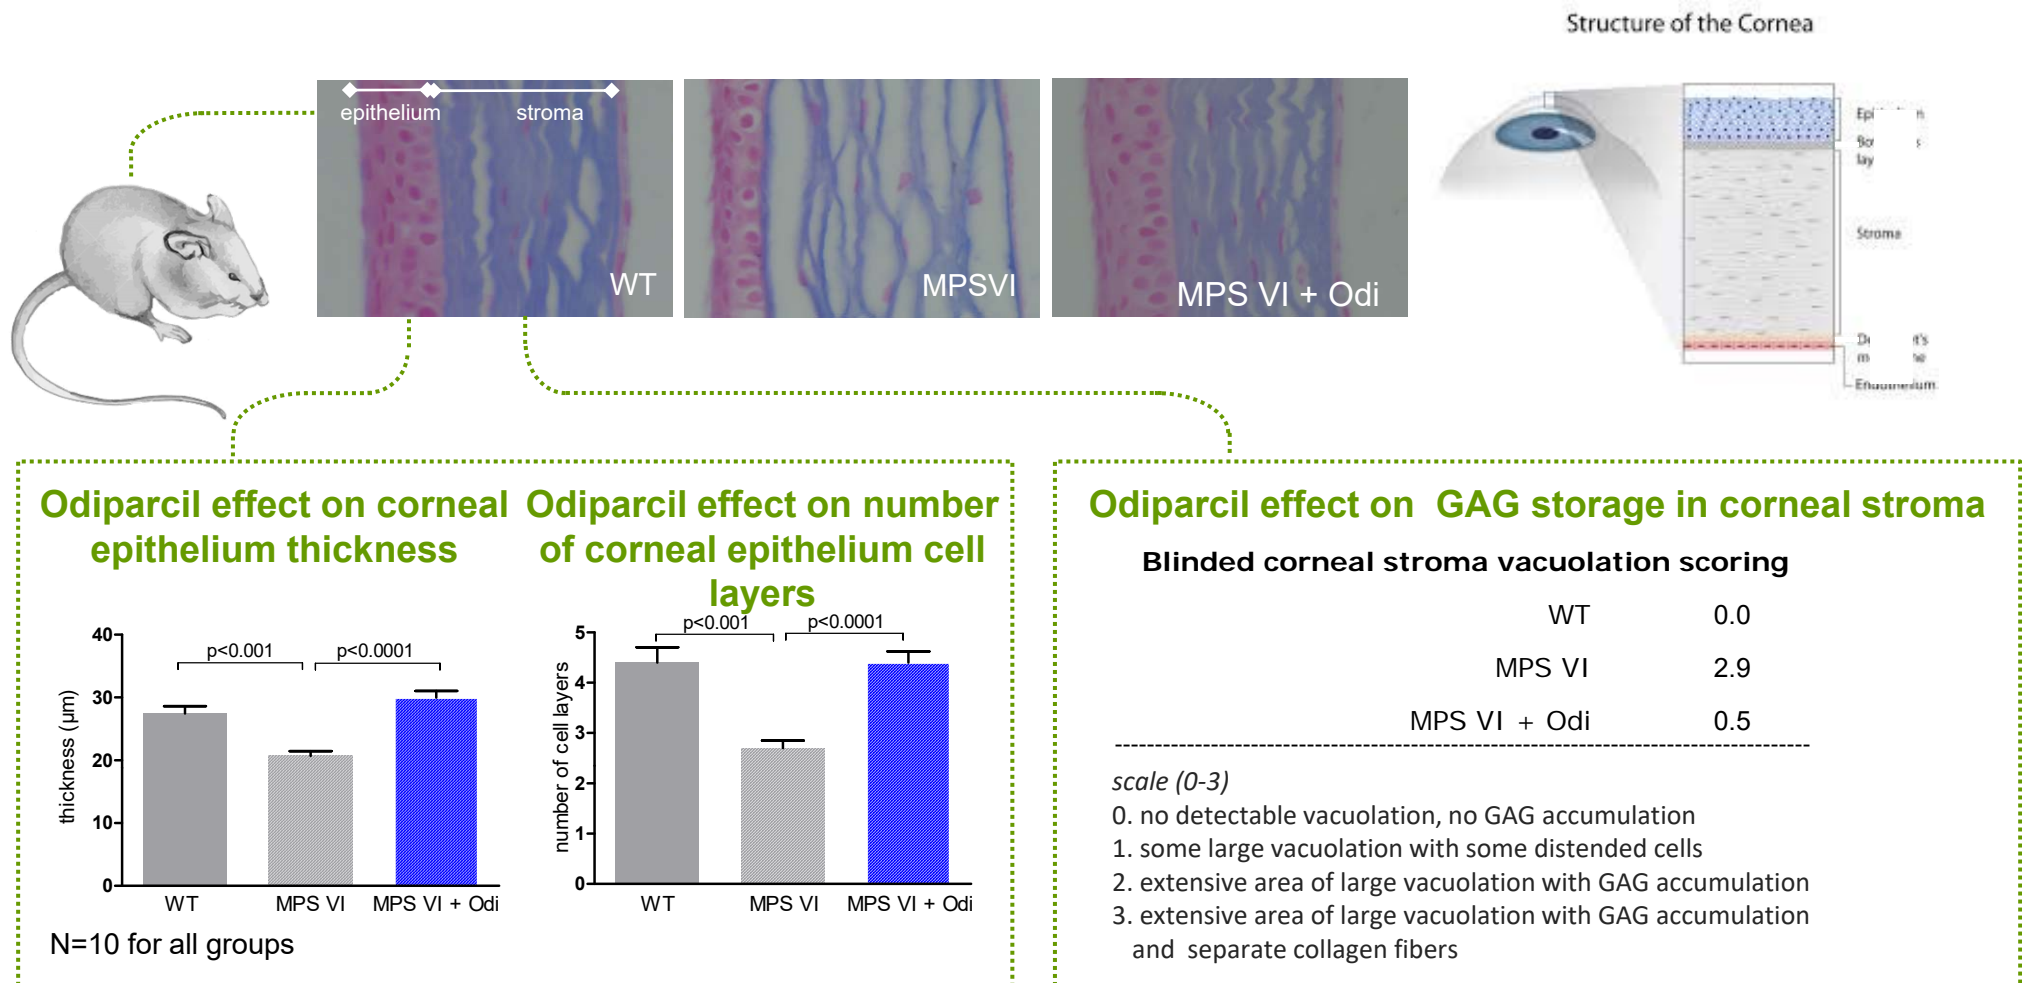 Structure of the Cornea
epithelium
stroma
WT
MPSVI
MPS VI + Odi
Stroma
Endothelium
Odiparcil effect on corneal
epithelium thickness
Odiparcil effect on number
of corneal epithelium cell
layers
40
30
20
10
0
thickness (µm)
p<0.001
p<0.0001
WT
MPS VI
MPS VI + Odi
5
4
3
2
1
0
number of cell layers
p<0.001
p<0.0001
WT
MPS VI
MPS VI + Odi
N=10 for all groups
Odiparcil effect on GAG storage in corneal stroma
Blinded corneal stroma vacuolation scoring
WT 0.0
MPS VI 2.9
MPS VI + Odi 0.5
scale (0-3)
0. no detectable vacuolation, no GAG accumulation
1. some large vacuolation with some distended cells
2. extensive area of large vacuolation with GAG accumulation
3. extensive area of large vacuolation with GAG accumulation
and separate collagen fibers